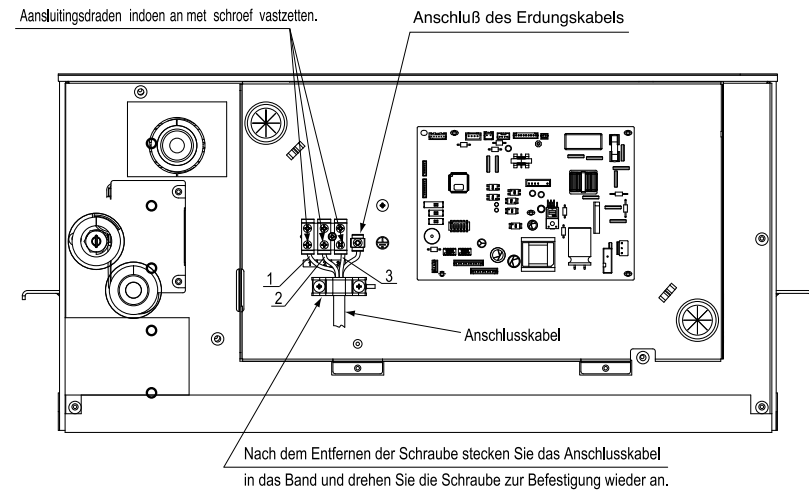 Aansluitingsdraden indoen an met schroef vastzetten.
Anschluß des Erdungskabels
1
2
3
Anschlusskabel
Nach dem Entfernen der Schraube stecken Sie das Anschlusskabel
in das Band und drehen Sie die Schraube zur Befestigung wieder an.